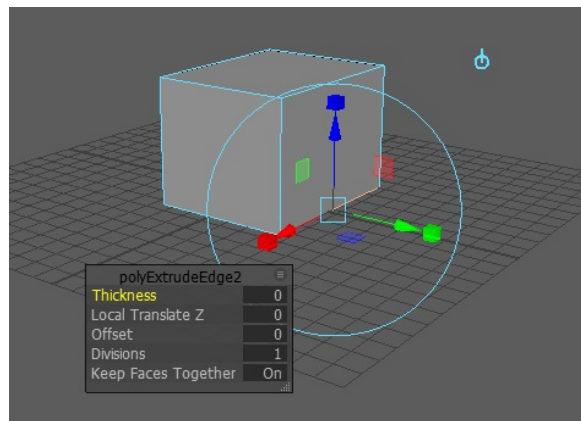 polyExtrudeEdge2
Thickness 0
Local Translate Z 0
Offset 0
Divisions 1
Keep Faces Together On